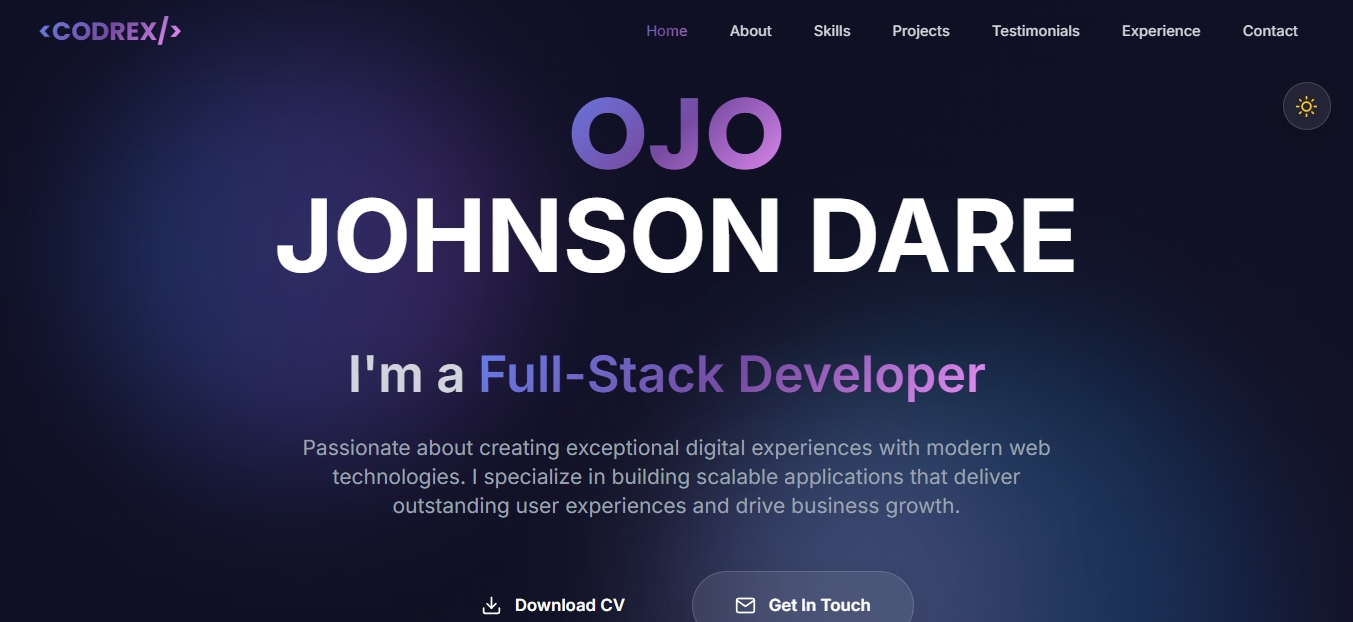 <CODREX/>
Home About Skills Projects Testimonials Experience Contact
OJO
JOHNSON DARE
I'm a Full-Stack Developer
Passionate about creating exceptional digital experiences with modern web
technologies. I specialize in building scalable applications that deliver
outstanding user experiences and drive business growth.
Download CV
Get In Touch